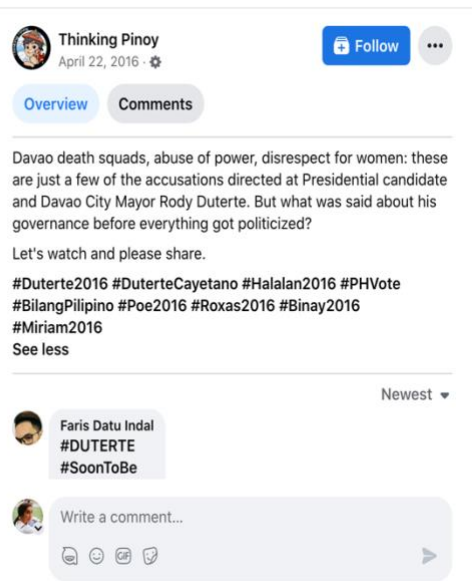 Thinking Pinoy
April 22, 2016 ·
Follow
Overview
Comments
Davao death squads, abuse of power, disrespect for women: these
are just a few of the accusations directed at Presidential candidate
and Davao City Mayor Rody Duterte. But what was said about his
governance before everything got politicized?
Let's watch and please share.
#Duterte2016 #DuterteCayetano #Halalan2016 #PHVote
#BilangPilipino #Poe2016 #Roxas2016 #Binay2016
#Miriam2016
See less
Newest
Faris Datu Indal
#DUTERTE
#SoonToBe
Write a comment...
GIF